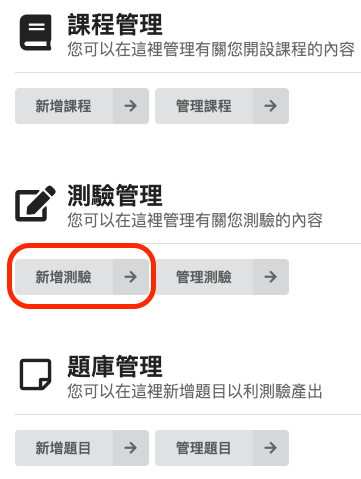 課程管理
您可以在這裡管理有關您開設課程的內容
新增課程 管理課程
測驗管理
您可以在這裡管理有關您測驗的內容
新增測驗 管理測驗
題庫管理
您可以在這裡新增題目以利測驗產出
新增題目 管理題目